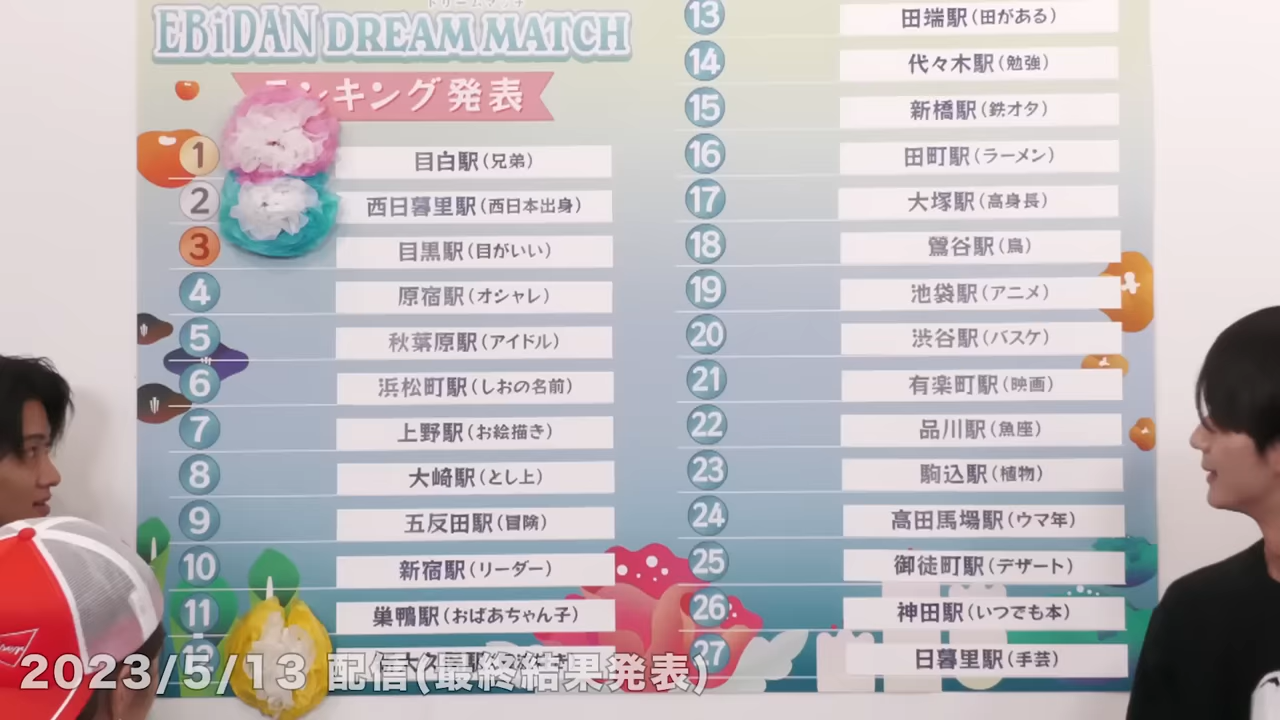 EBiDAN DREAM MATCH
ランキング発表
1 目白駅(兄弟)
2 西日暮里駅(西日本出身)
3 目黒駅(目がいい)
4 原宿駅(オシャレ)
5 秋葉原駅(アイドル)
6 浜松町駅(しおの名前)
7 上野駅(お絵描き)
8 大崎駅(とし上)
9 五反田駅(冒険)
10 新宿駅(リーダー)
11 巣鴨駅(おばあちゃん子)
12
13 田端駅(田がある)
14 代々木駅(勉強)
15 新橋駅(鉄オタ)
16 田町駅(ラーメン)
17 大塚駅(高身長)
18 鶯谷駅(鳥)
19 池袋駅(アニメ)
20 渋谷駅(バスケ)
21 有楽町駅(映画)
22 品川駅(魚座)
23 駒込駅(植物)
24 高田馬場駅(ウマ年)
25 御徒町駅(デザート)
26 神田駅(いつでも本)
27 日暮里駅(手芸)
2023/5/13 配信(最終結果発表)